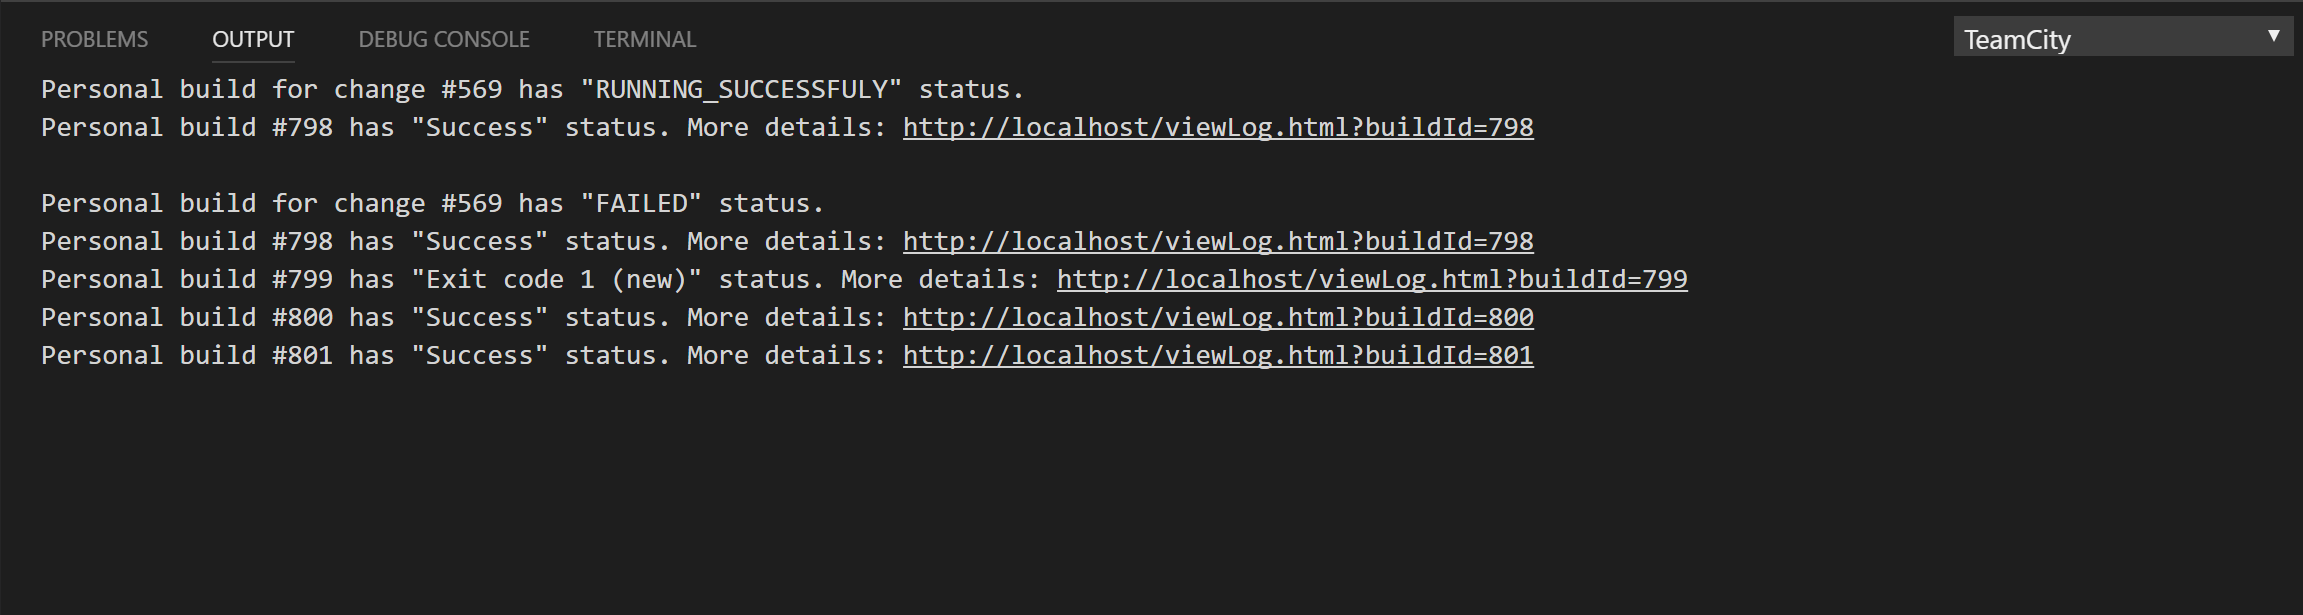 PROBLEMS OUTPUT DEBUG CONSOLE TERMINAL TeamCity
Personal build for change #569 has "RUNNING_SUCCESSFULY" status.
Personal build #798 has "Success" status. More details: http://localhost/viewLog.html?buildId=798
Personal build for change #569 has "FAILED" status.
Personal build #798 has "Success" status. More details: http://localhost/viewLog.html?buildId=798
Personal build #799 has "Exit code 1 (new)" status. More details: http://localhost/viewLog.html?buildId=799
Personal build #800 has "Success" status. More details: http://localhost/viewLog.html?buildId=800
Personal build #801 has "Success" status. More details: http://localhost/viewLog.html?buildId=801